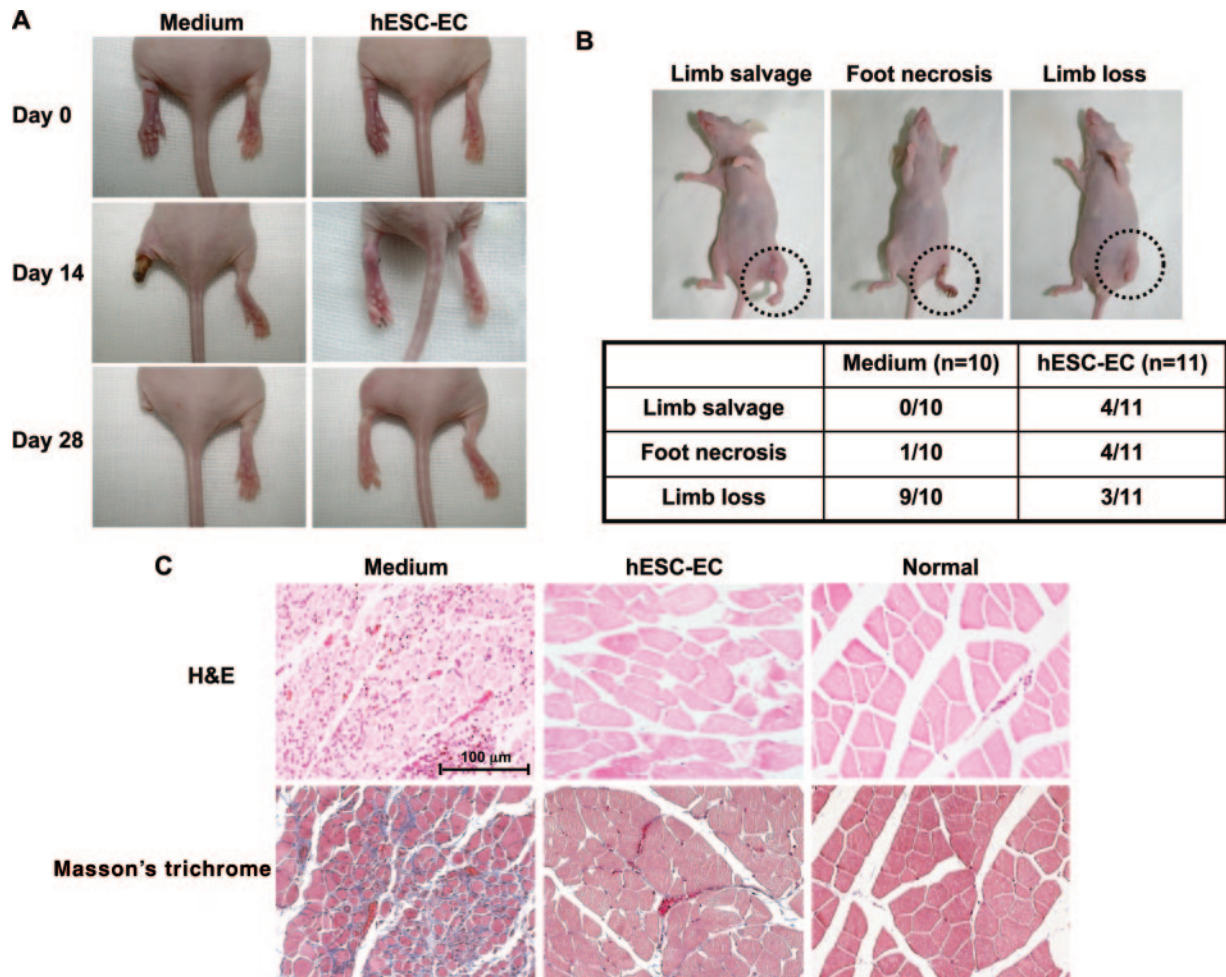 A
Medium hESC-EC
Day 0
Day 14
Day 28
B
Limb salvage Foot necrosis Limb loss
Medium (n=10) hESC-EC (n=11)
Limb salvage 0/10 4/11
Foot necrosis 1/10 4/11
Limb loss 9/10 3/11
C
Medium hESC-EC Normal
H&E
100 μm
Masson's trichrome